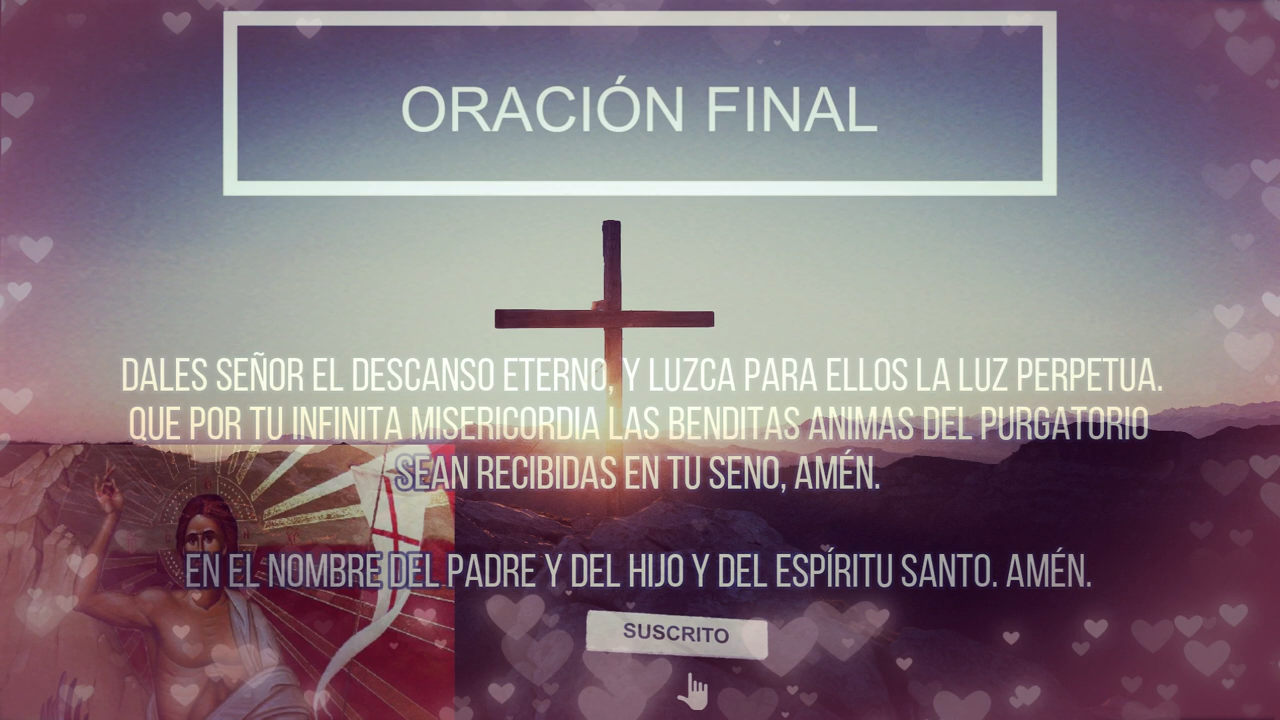 ORACIÓN FINAL
DALES SEÑOR EL DESCANSO ETERNO, Y LUZCA PARA ELLOS LA LUZ PERPETUA.
QUE POR TU INFINITA MISERICORDIA LAS BENDITAS ANIMAS DEL PURGATORIO
SEAN RECIBIDAS EN TU SENO, AMÉN.
EN EL NOMBRE DEL PADRE Y DEL HIJO Y DEL ESPÍRITU SANTO. AMÉN.
SUSCRITO